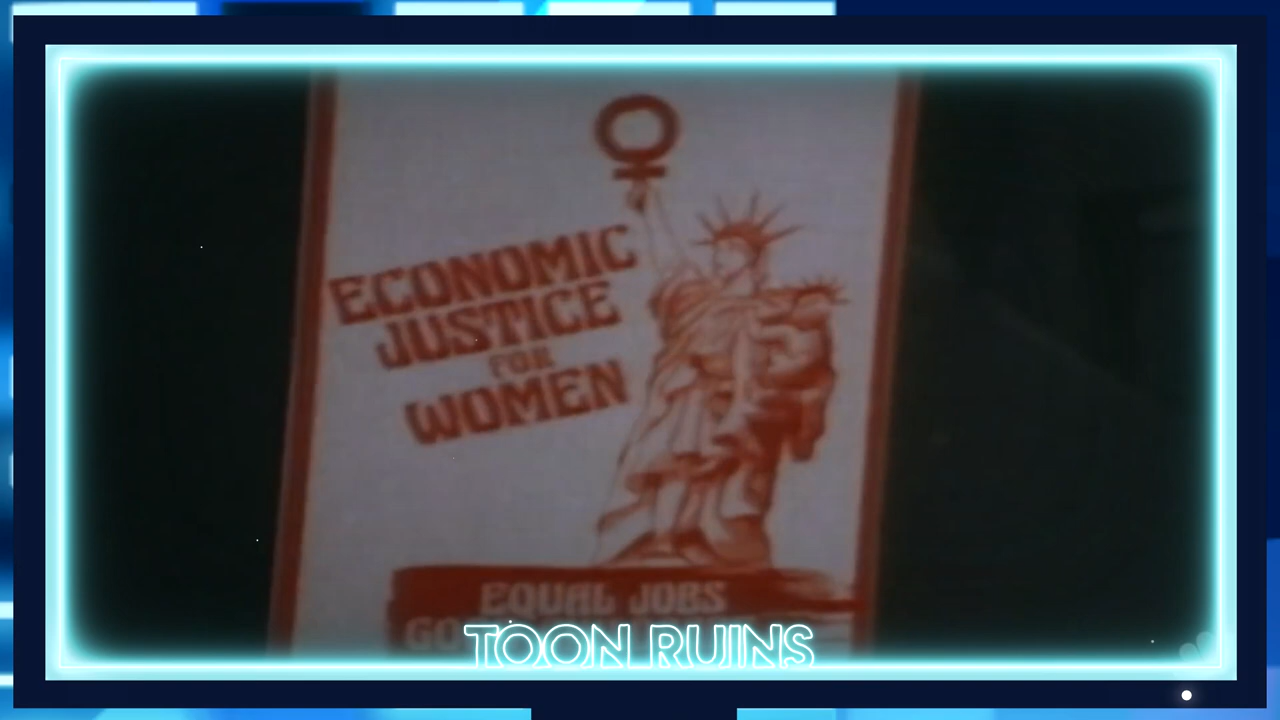 ECONOMIC
JUSTICE
FOR
WOMEN
EQUAL JOBS
TOON RUINS